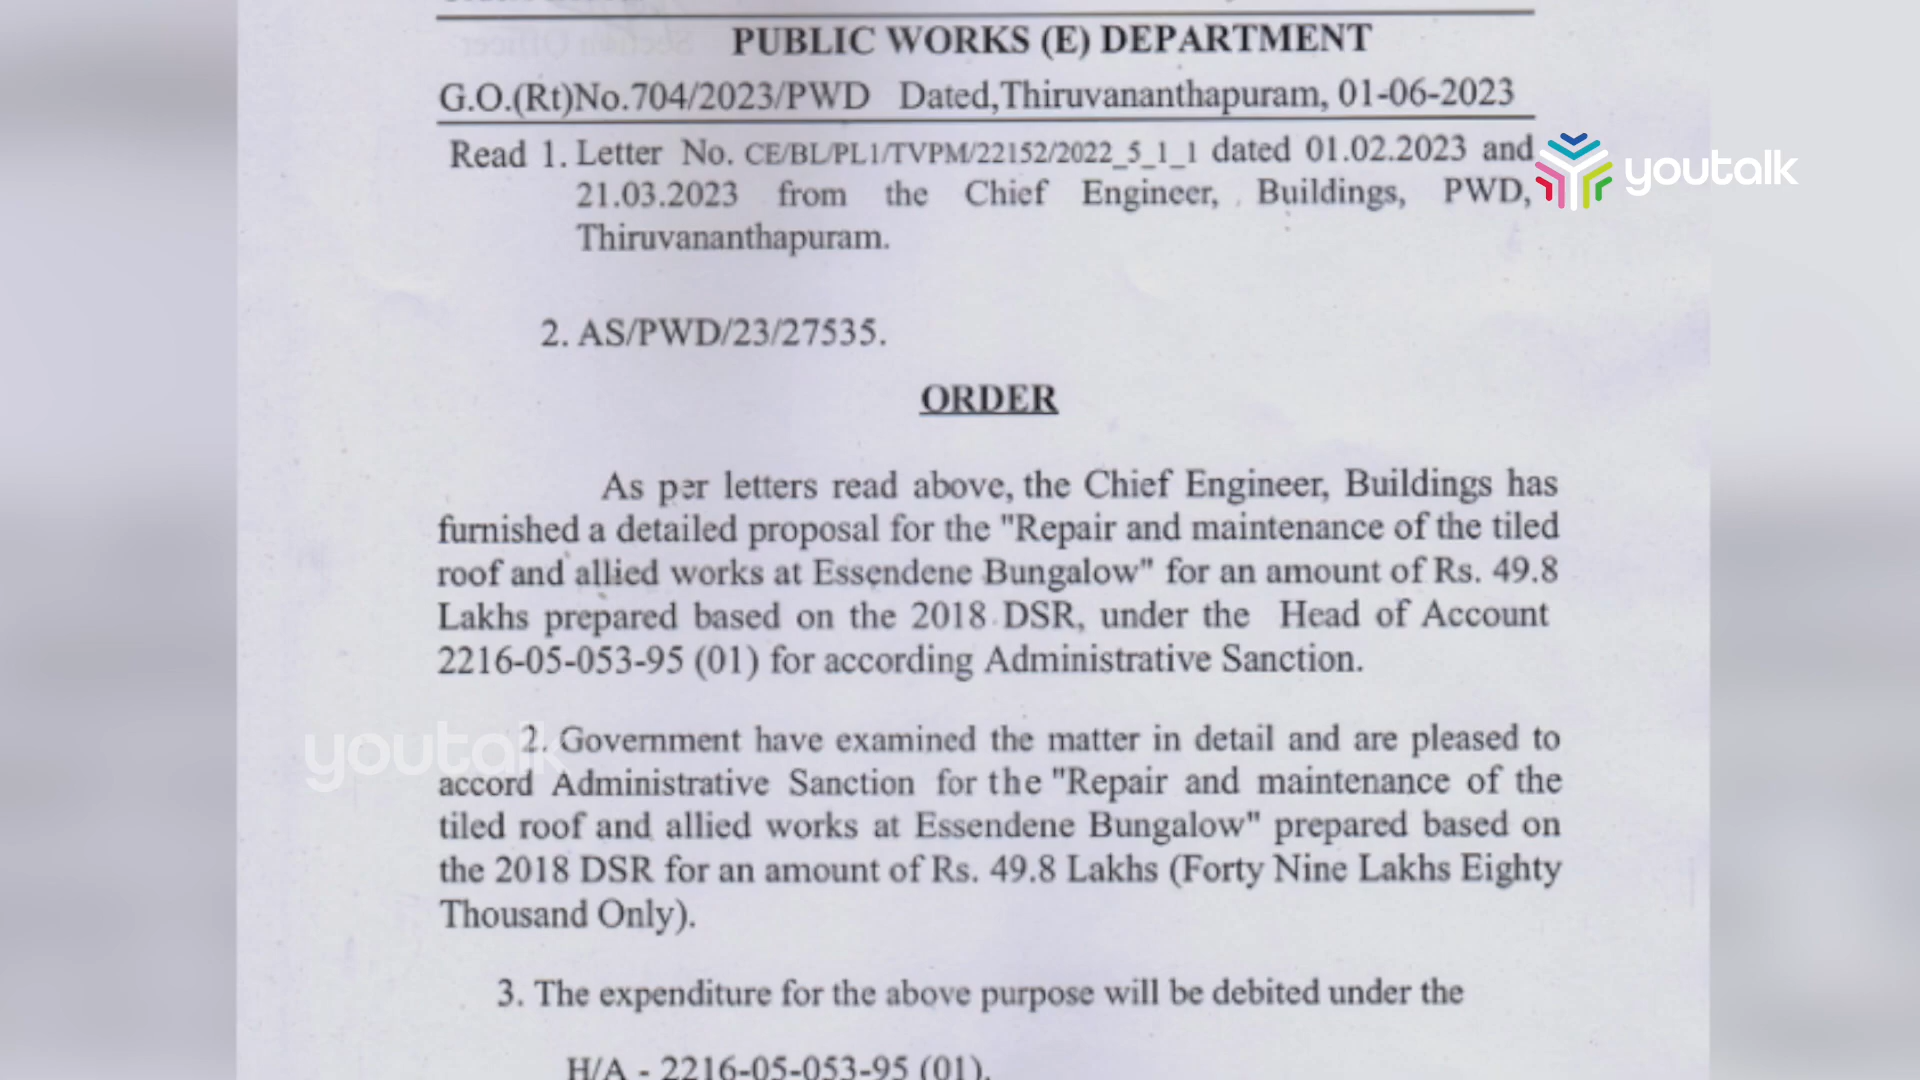 PUBLIC WORKS (E) DEPARTMENT
G.O.(Rt)No.704/2023/PWD Dated,Thiruvananthapuram, 01-06-2023
Read 1. Letter No. CE/BL/PL1/TVPM/22152/2022_5_1_1 dated 01.02.2023 and
21.03.2023 from the Chief Engineer, Buildings, PWD,
Thiruvananthapuram.
youtalk
2. AS/PWD/23/27535.
ORDER
As per letters read above, the Chief Engineer, Buildings has
furnished a detailed proposal for the "Repair and maintenance of the tiled
roof and allied works at Essendene Bungalow" for an amount of Rs. 49.8
Lakhs prepared based on the 2018 DSR, under the Head of Account
2216-05-053-95 (01) for according Administrative Sanction.
youtalk
2. Government have examined the matter in detail and are pleased to
accord Administrative Sanction for the "Repair and maintenance of the
tiled roof and allied works at Essendene Bungalow" prepared based on
the 2018 DSR for an amount of Rs. 49.8 Lakhs (Forty Nine Lakhs Eighty
Thousand Only).
3. The expenditure for the above purpose will be debited under the
H/A - 2216-05-053-95 (01).